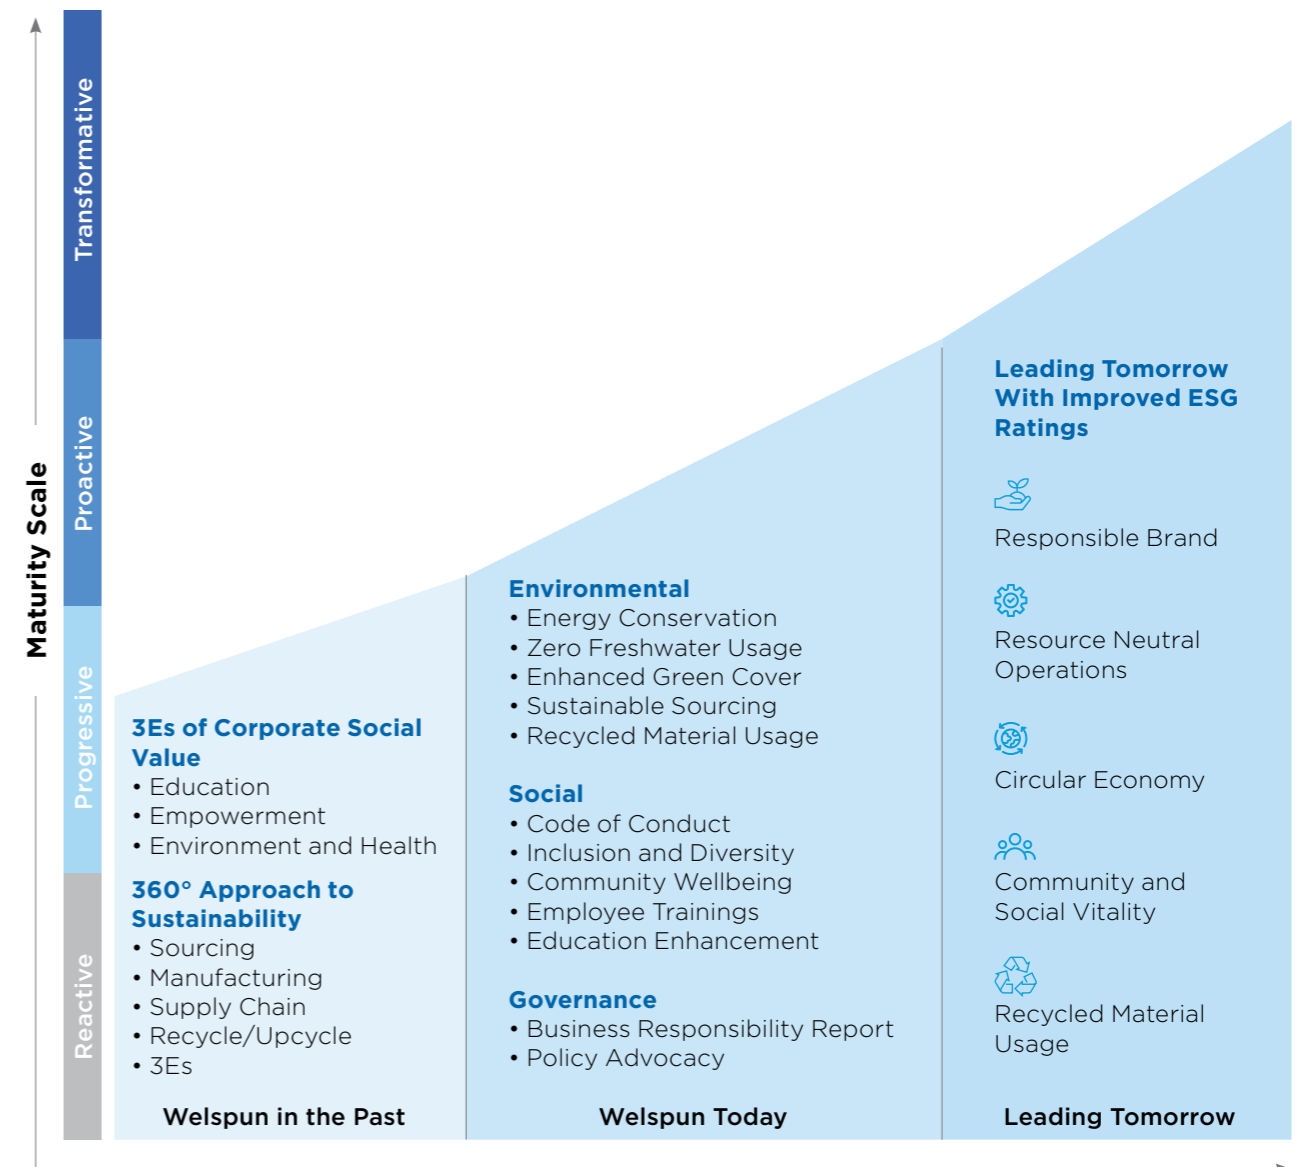 Maturity Scale
Transformative
Proactive
Progressive
Reactive
3Es of Corporate Social
Value
• Education
• Empowerment
• Environment and Health
360° Approach to
Sustainability
• Sourcing
• Manufacturing
• Supply Chain
• Recycle/Upcycle
• 3Es
Welspun in the Past
Environmental
• Energy Conservation
• Zero Freshwater Usage
• Enhanced Green Cover
• Sustainable Sourcing
• Recycled Material Usage
Social
• Code of Conduct
• Inclusion and Diversity
• Community Wellbeing
• Employee Trainings
• Education Enhancement
Governance
• Business Responsibility Report
• Policy Advocacy
Welspun Today
Leading Tomorrow
With Improved ESG
Ratings
Responsible Brand
Resource Neutral
Operations
Circular Economy
Community and
Social Vitality
Recycled Material
Usage
Leading Tomorrow